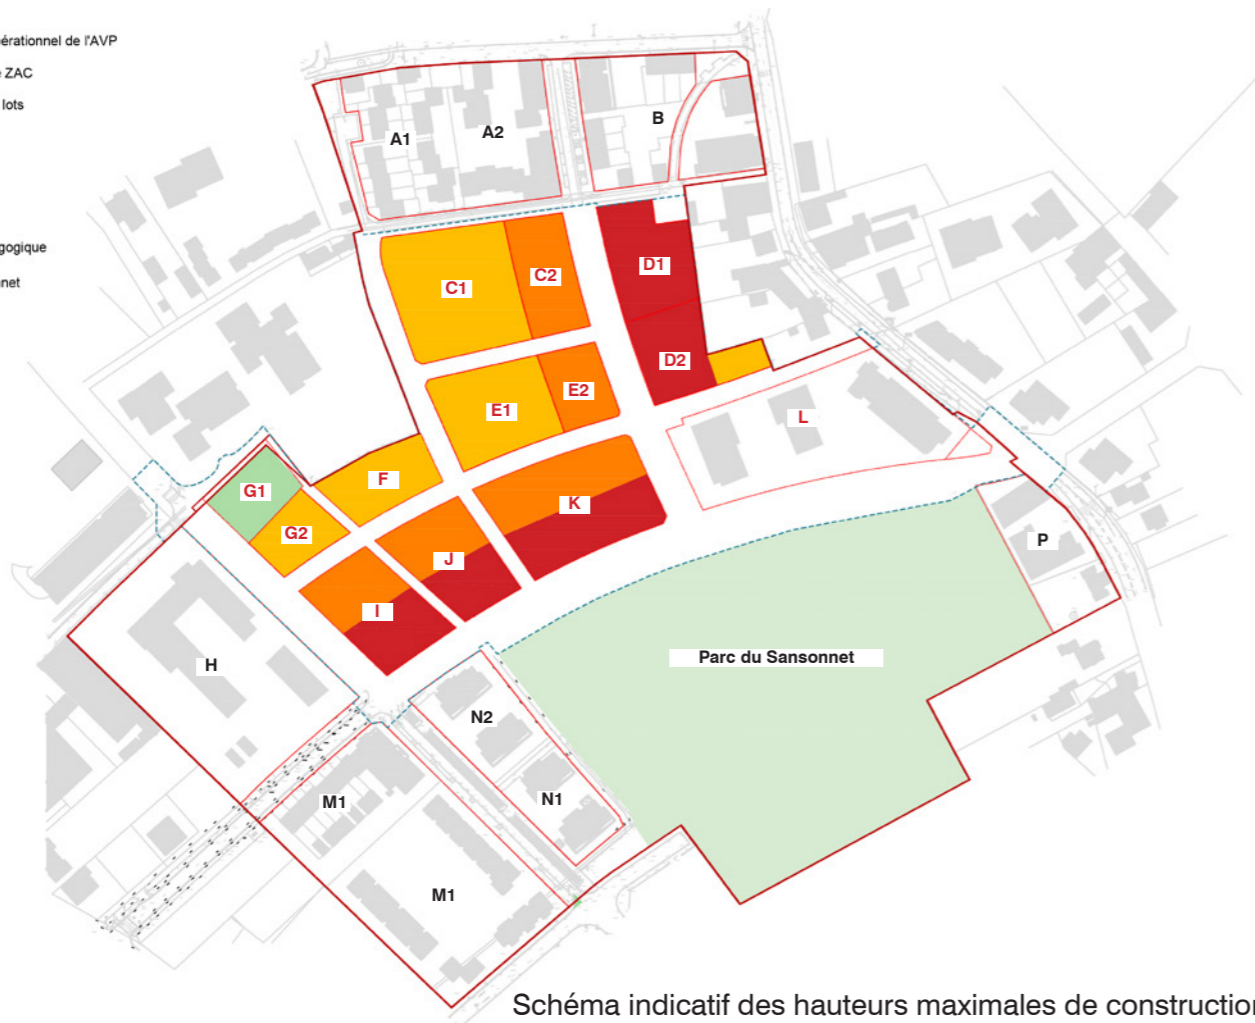 érationnel de l'AVP
ZAC
lots
gogique
net
A1
A2
B
C1
C2
D1
D2
E1
E2
F
G1
G2
K
J
I
L
P
H
Parc du Sansonnet
N2
N1
M1
M1
Schéma indicatif des hauteurs maximales de construction